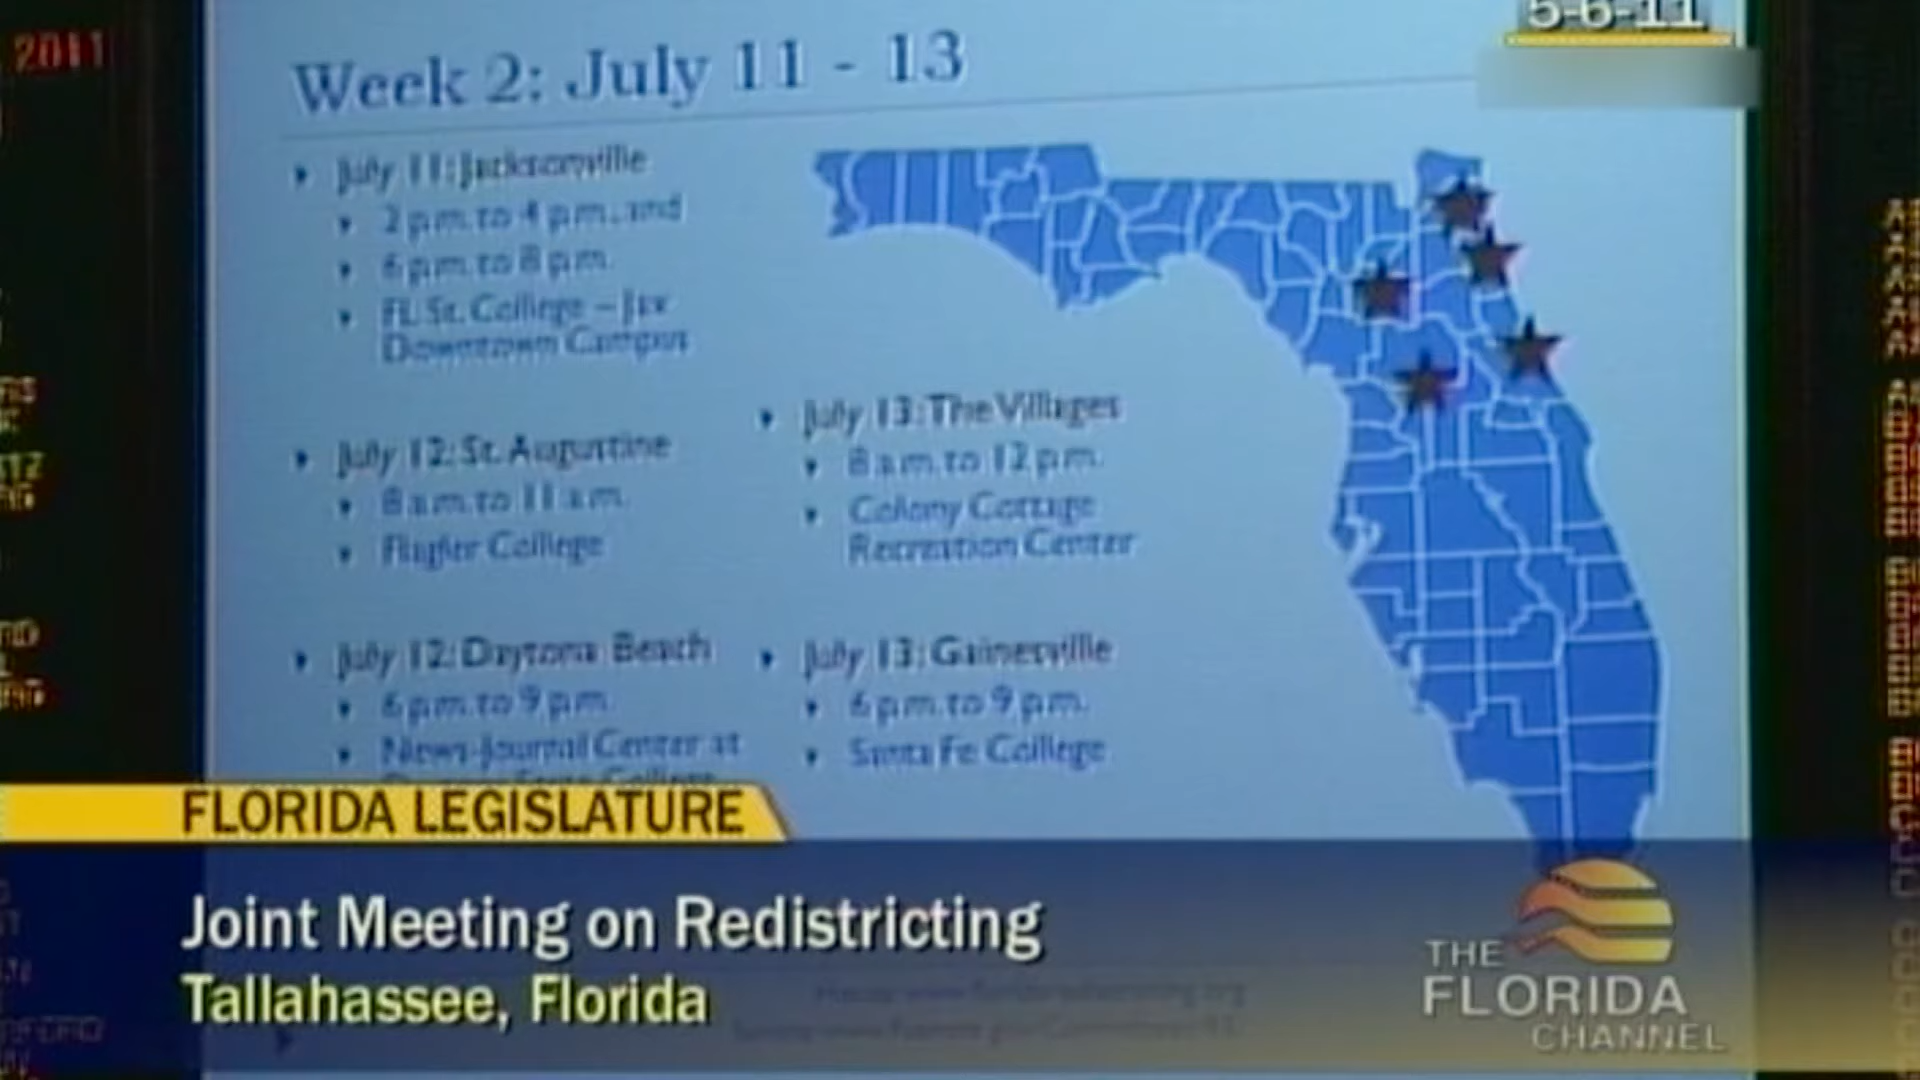 5-6-11
2011
Week 2: July 11 - 13
July 11: Jacksonville
2 p.m. to 4 p.m. and
6 p.m. to 8 p.m.
FL St. College – Jax
Downtown Campus
July 12: St. Augustine
8 a.m. to 11 a.m.
Flagler College
July 12: Daytona Beach
6 p.m. to 9 p.m.
News-Journal Center at
July 13: The Villages
8 a.m. to 12 p.m.
Colony Cottage
Recreation Center
July 13: Gainesville
6 p.m. to 9 p.m.
Santa Fe College
FLORIDA LEGISLATURE
Joint Meeting on Redistricting
Tallahassee, Florida
THE
FLORIDA
CHANNEL